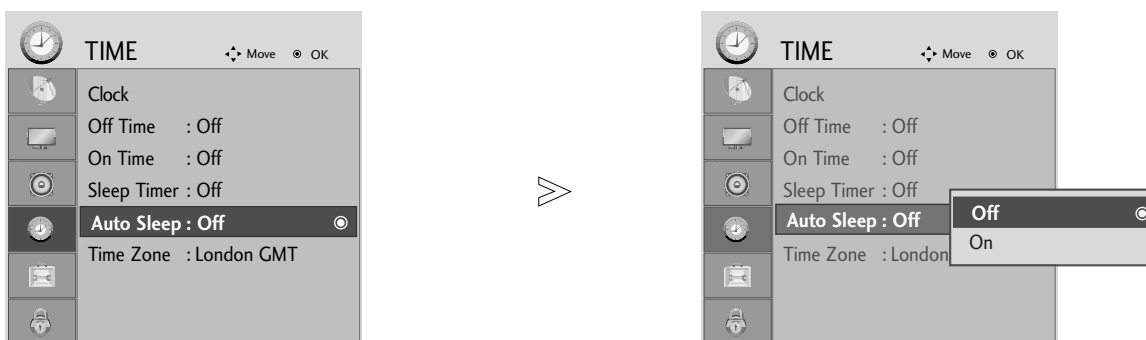 TIME Move OK
Clock
Off Time : Off
On Time : Off
Sleep Timer : Off
Auto Sleep : Off
Time Zone : London GMT
TIME Move OK
Clock
Off Time : Off
On Time : Off
Sleep Timer : Off
Auto Sleep : Off
Time Zone : London
Off
On